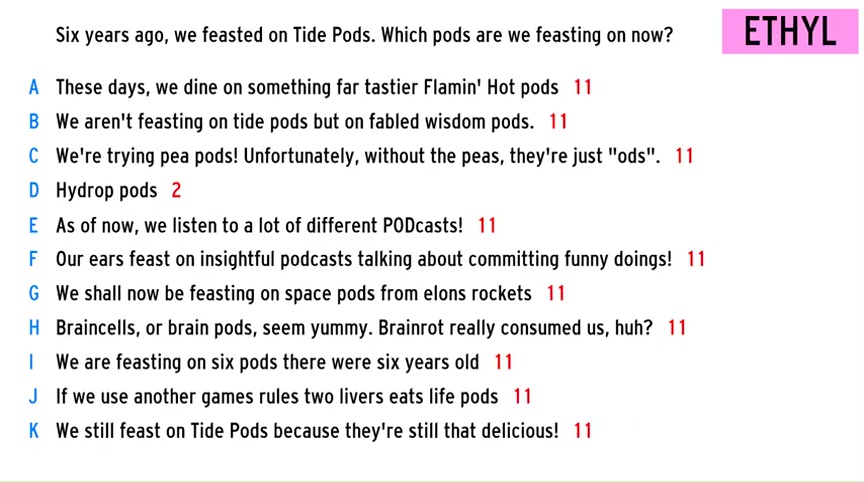 Six years ago, we feasted on Tide Pods. Which pods are we feasting on now?
ETHYL
A These days, we dine on something far tastier Flamin' Hot pods 11
B We aren't feasting on tide pods but on fabled wisdom pods. 11
C We're trying pea pods! Unfortunately, without the peas, they're just "ods". 11
D Hydrop pods 2
E As of now, we listen to a lot of different PODcasts! 11
F Our ears feast on insightful podcasts talking about committing funny doings! 11
G We shall now be feasting on space pods from elons rockets 11
H Braincells, or brain pods, seem yummy. Brainrot really consumed us, huh? 11
I We are feasting on six pods there were six years old 11
J If we use another games rules two livers eats life pods 11
K We still feast on Tide Pods because they're still that delicious! 11